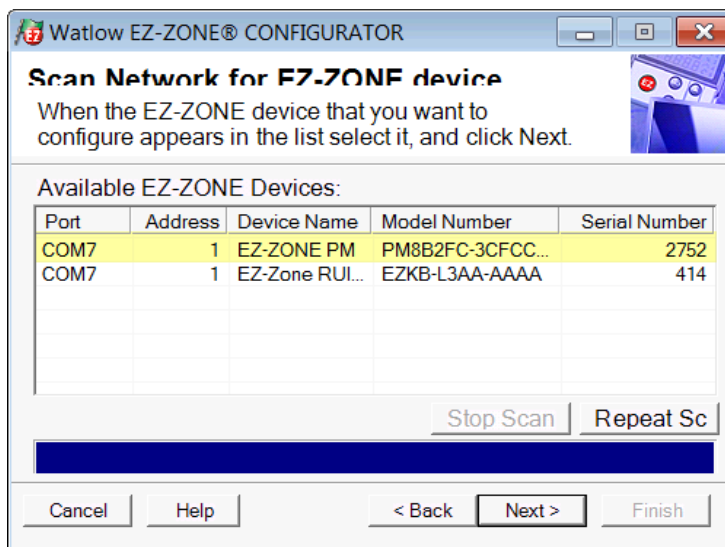 Watlow EZ-ZONE® CONFIGURATOR
Scan Network for EZ-ZONE device
When the EZ-ZONE device that you want to
configure appears in the list select it, and click Next.
EZ
Available EZ-ZONE Devices:
Port Address Device Name Model Number Serial Number
COM7 1 EZ-ZONE PM PM8B2FC-3CFCC... 2752
COM7 1 EZ-Zone RUI... EZKB-L3AA-AAAA 414
Stop Scan Repeat Sc
Cancel Help < Back Next > Finish